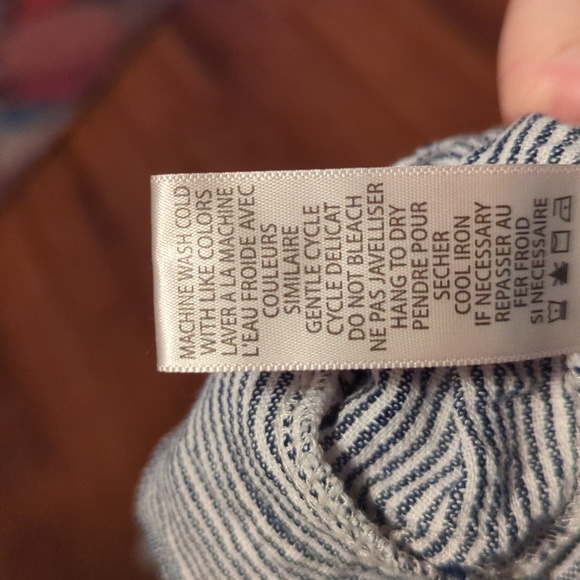 MACHINE WASH COLD
WITH LIKE COLORS
LAVER A LA MACHINE
L'EAU FROIDE AVEC
COULEURS
SIMILAIRE
GENTLE CYCLE
CYCLE DELICAT
DO NOT BLEACH
NE PAS JAVELLISER
HANG TO DRY
PENDRE POUR
SECHER
COOL IRON
IF NECESSARY
REPASSER AU
FER FROID
SI NECESSAIRE